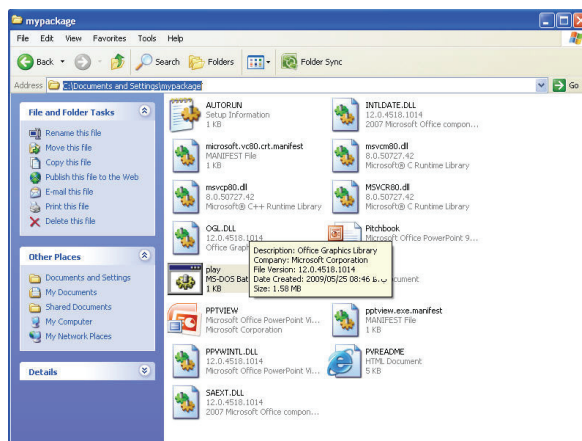 mypackage
File Edit View Favorites Tools Help
Back Search Folders Folder Sync
Address C:\Documents and Settings\mypackage Go
File and Folder Tasks
Rename this file
Move this file
Copy this file
Publish this file to the Web
E-mail this file
Print this file
Delete this file
Other Places
Documents and Settings
My Documents
Shared Documents
My Computer
My Network Places
Details
AUTORUN
Setup Information
1 KB
INTLDATE.DLL
12.0.4518.1014
2007 Microsoft Office compon...
microsoft.vc80.crt.manifest
MANIFEST File
1 KB
msvcm80.dll
8.0.50727.42
Microsoft® C Runtime Library
msvcp80.dll
8.0.50727.42
Microsoft® C++ Runtime Library
MSVCR80.dll
8.0.50727.42
Microsoft® C Runtime Library
OGL.DLL
12.0.4518.1014
Office Graph
Pitchbook
Microsoft Office PowerPoint 9...
play
MS-DOS Bat
1 KB
Description: Office Graphics Library
Company: Microsoft Corporation
File Version: 12.0.4518.1014
Date Created: 2009/05/25 08:46
Size: 1.58 MB
PPTVIEW
Microsoft Office PowerPoint Vi...
Microsoft Corporation
pptview.exe.manifest
MANIFEST File
1 KB
PPVWINTL.DLL
12.0.4518.1014
Microsoft Office PowerPoint Vi...
PVREADME
HTML Document
5 KB
SAEXT.DLL
12.0.4518.1014
2007 Microsoft Office compon...